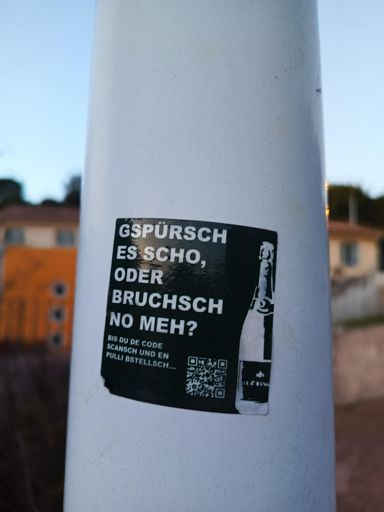 GSPÜRSCH
ES SCHO,
ODER
BRUCHSCH
NO MEH?
BIS DU DE CODE
SCANSCH UND EN
PULLI BSTELLSCH...